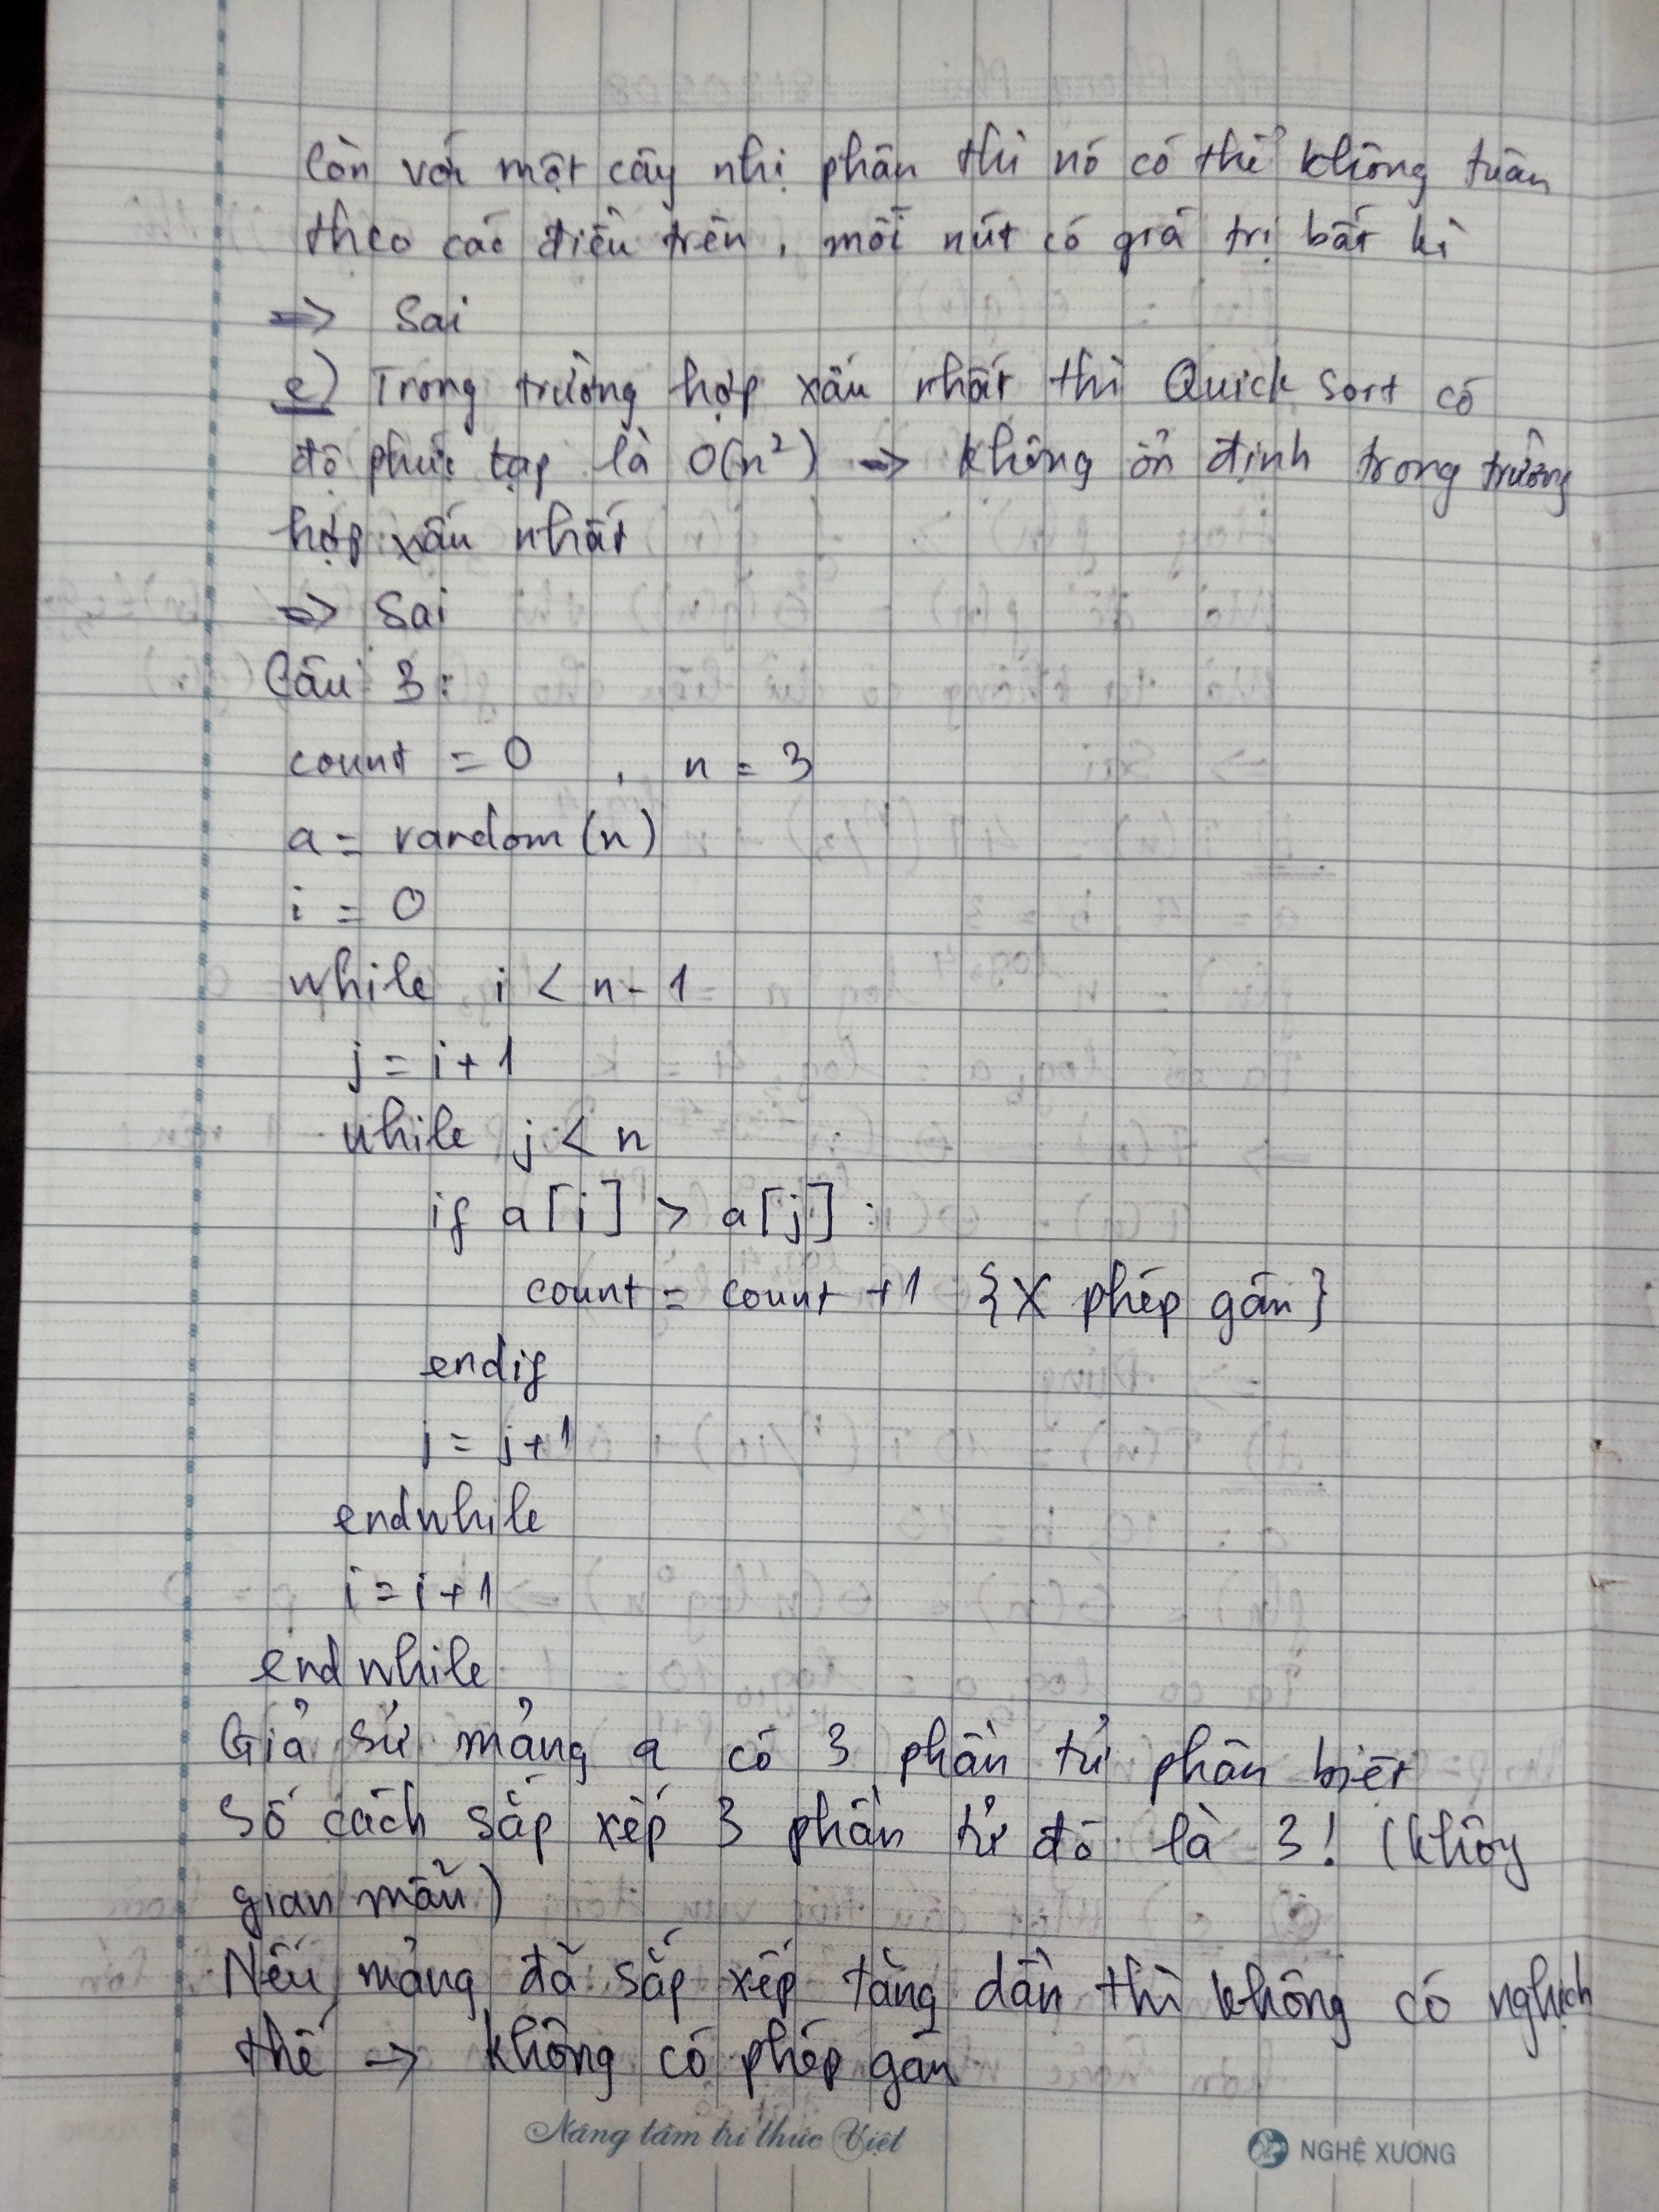 Còn với một cây nhị phân thì nó có thể không tuân
theo các điều trên, mỗi nút có giá trị bất kì
=> Sai
e) Trong trường hợp xấu nhất thì Quick sort có
độ phức tạp là O(n²) => không ổn định trong trường
hợp xấu nhất
=> Sai
Câu 3:
count = 0 , n = 3
a = random(n)
i = 0
while i < n-1
j = i+1
while j < n
if a[i] > a[j] :
count = count +1 {X phép gán}
endif
j = j+1
endwhile
i = i+1
endwhile
Giả sử mảng a có 3 phần tử phân biệt
Số cách sắp xếp 3 phần tử đó là 3! (không
gian mẫu)
Nếu mảng đã sắp xếp tăng dần thì không có nghịch
thế -> không có phép gán
Nâng tầm tri thức Việt
NGHỆ XƯƠNG